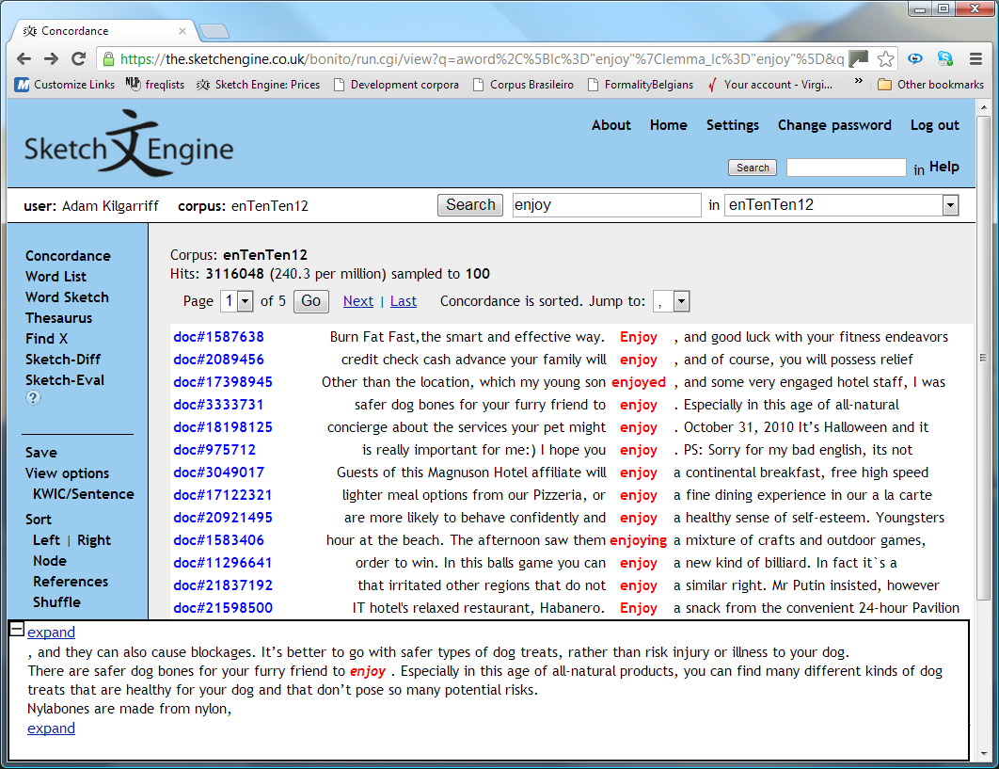 Concordance
https://the.sketchengine.co.uk/bonito/run.cgi/view?q=aword%2C%5Blc%3D"enjoy"%7Clemma_lc%3D"enjoy"%5D&q
Customize Links freqlists Sketch Engine: Prices Development corpora Corpus Brasileiro FormalityBelgians Your account - Virgi... » Other bookmarks
Sketch 文 Engine
About Home Settings Change password Log out
Search in Help
user: Adam Kilgarriff corpus: enTenTen12 Search enjoy in enTenTen12
Concordance
Word List
Word Sketch
Thesaurus
Find X
Sketch-Diff
Sketch-Eval
?
Save
View options
KWIC/Sentence
Sort
Left | Right
Node
References
Shuffle
Corpus: enTenTen12
Hits: 3116048 (240.3 per million) sampled to 100
Page 1 of 5 Go Next | Last Concordance is sorted. Jump to: ,
doc#1587638 Burn Fat Fast,the smart and effective way. Enjoy , and good luck with your fitness endeavors
doc#2089456 credit check cash advance your family will enjoy , and of course, you will possess relief
doc#17398945 Other than the location, which my young son enjoyed , and some very engaged hotel staff, I was
doc#3333731 safer dog bones for your furry friend to enjoy . Especially in this age of all-natural
doc#18198125 concierge about the services your pet might enjoy . October 31, 2010 It's Halloween and it
doc#975712 is really important for me:) I hope you enjoy . PS: Sorry for my bad english, its not
doc#3049017 Guests of this Magnuson Hotel affiliate will enjoy a continental breakfast, free high speed
doc#17122321 lighter meal options from our Pizzeria, or enjoy a fine dining experience in our a la carte
doc#20921495 are more likely to behave confidently and enjoy a healthy sense of self-esteem. Youngsters
doc#1583406 hour at the beach. The afternoon saw them enjoying a mixture of crafts and outdoor games,
doc#11296641 order to win. In this balls game you can enjoy a new kind of billiard. In fact it`s a
doc#21837192 that irritated other regions that do not enjoy a similar right. Mr Putin insisted, however
doc#21598500 IT hotel's relaxed restaurant, Habanero. Enjoy a snack from the convenient 24-hour Pavilion
expand
, and they can also cause blockages. It's better to go with safer types of dog treats, rather than risk injury or illness to your dog.
There are safer dog bones for your furry friend to enjoy . Especially in this age of all-natural products, you can find many different kinds of dog
treats that are healthy for your dog and that don't pose so many potential risks.
Nylabones are made from nylon,
expand